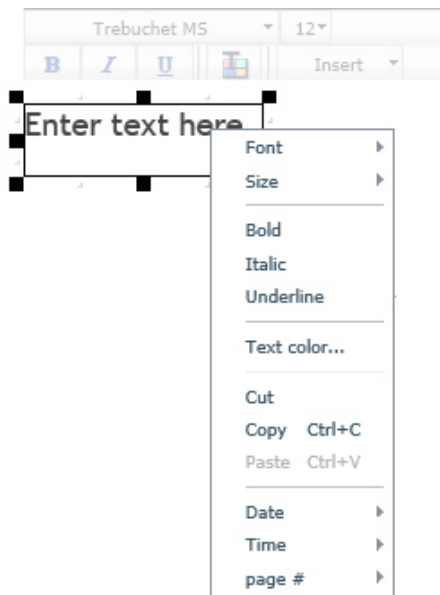 Trebuchet MS 12
B I U Insert
Enter text here
Font
Size
Bold
Italic
Underline
Text color...
Cut
Copy Ctrl+C
Paste Ctrl+V
Date
Time
page #